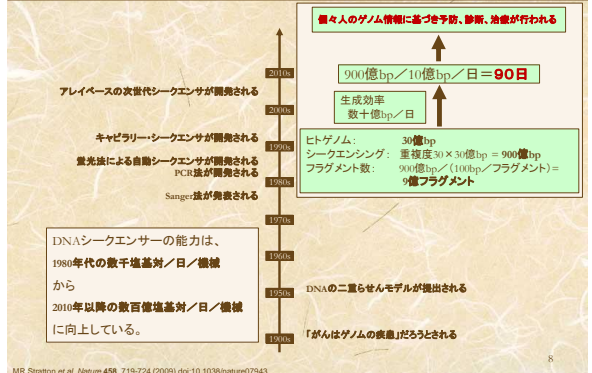 個々人のゲノム情報に基づき予防、診断、治療が行われる
900億bp/10億bp/日=90日
生成効率
数十億bp/日
ヒトゲノム: 30億bp
シークエンシング: 重複度30×30億bp = 900億bp
フラグメント数: 900億bp/(100bp/フラグメント)=
9億フラグメント
2010s
アレイベースの次世代シークエンサが開発される
2000s
キャピラリー・シークエンサが開発される
1990s
蛍光法による自動シークエンサが開発される
PCR法が開発される
1980s
Sanger法が発表される
1970s
1960s
1950s
DNAの二重らせんモデルが提出される
1900s
「がんはゲノムの疾患」だろうとされる
DNAシークエンサーの能力は、
1980年代の数千塩基対/日/機械
から
2010年以降の数百億塩基対/日/機械
に向上している。
8
MR Stratton et al. Nature 458, 719-724 (2009) doi:10.1038/nature07943